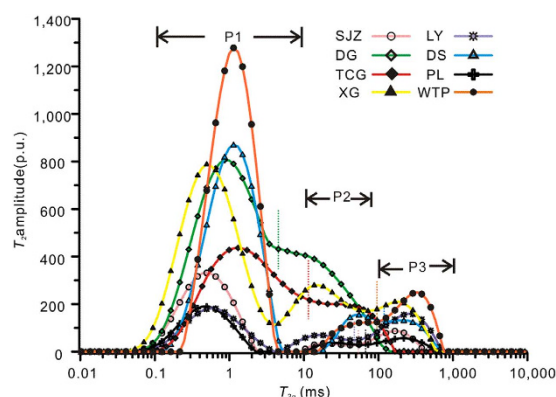 1,400
1,200
1,000
800
600
400
200
0
T₂amplitude(p.u.)
P1
P2
P3
SJZ LY
DG DS
TCG PL
XG WTP
0.01 0.1 1 10 100 1,000 10,000
(ms)